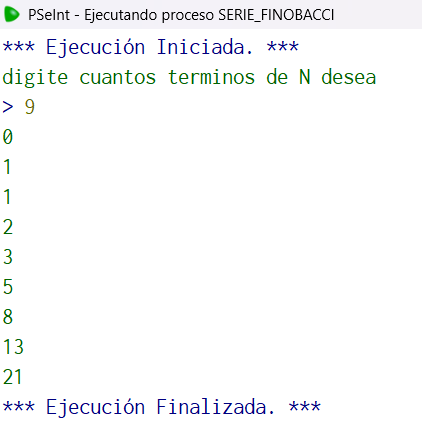 PSeInt - Ejecutando proceso SERIE_FINOBACCI
*** Ejecución Iniciada. ***
digite cuantos terminos de N desea
> 9
0
1
1
2
3
5
8
13
21
*** Ejecución Finalizada. ***